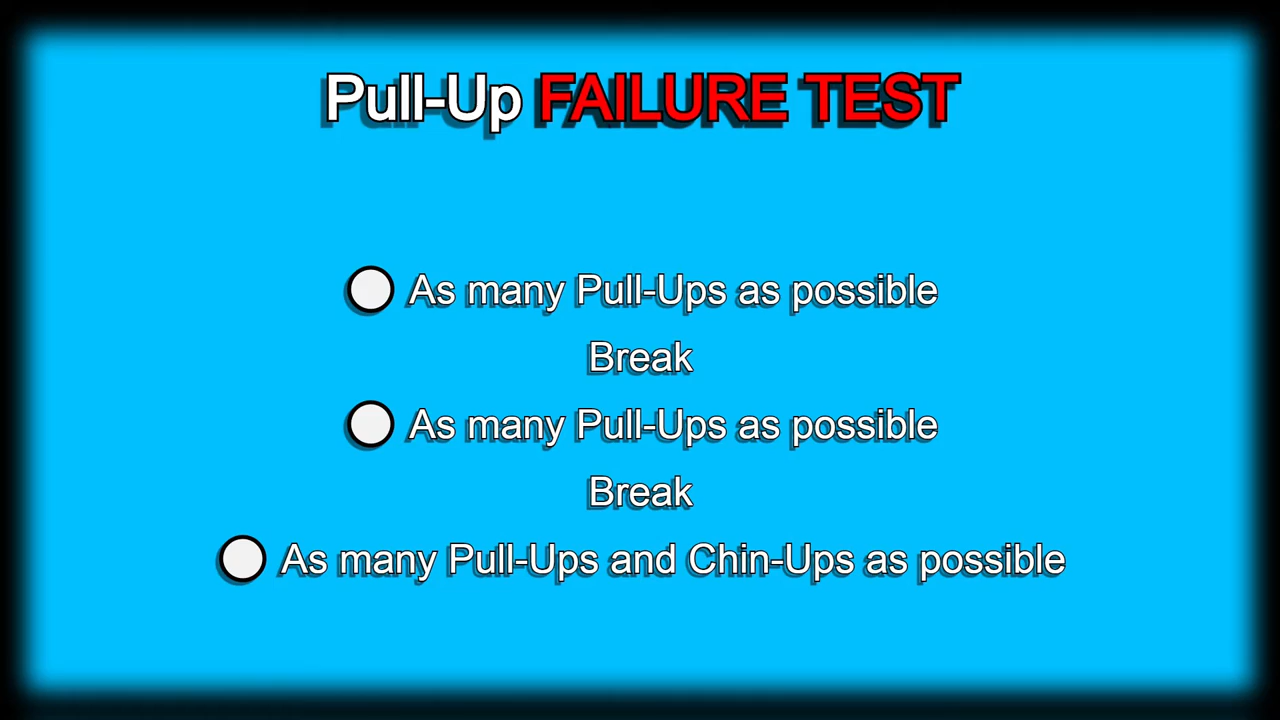 Pull-Up FAILURE TEST
As many Pull-Ups as possible
Break
As many Pull-Ups as possible
Break
As many Pull-Ups and Chin-Ups as possible